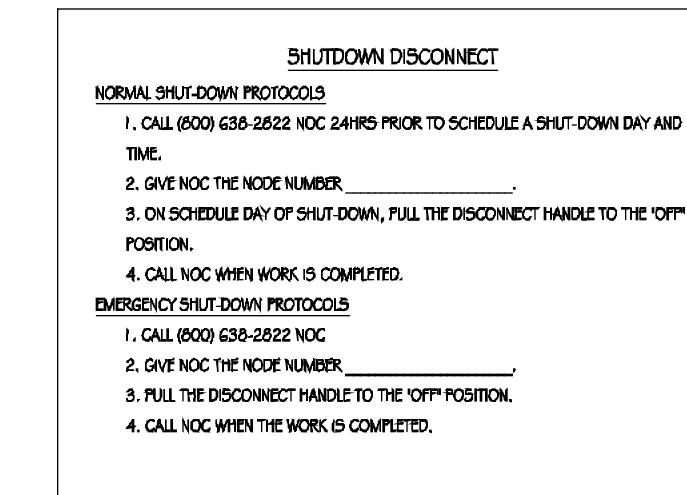 SHUTDOWN DISCONNECT
NORMAL SHUT-DOWN PROTOCOLS
1. CALL (800) 638-2822 NOC 24HRS PRIOR TO SCHEDULE A SHUT-DOWN DAY AND
TIME.
2. GIVE NOC THE NODE NUMBER ____________________.
3. ON SCHEDULE DAY OF SHUT-DOWN, PULL THE DISCONNECT HANDLE TO THE "OFF"
POSITION.
4. CALL NOC WHEN WORK IS COMPLETED.
EMERGENCY SHUT-DOWN PROTOCOLS
1. CALL (800) 638-2822 NOC
2. GIVE NOC THE NODE NUMBER ____________________.
3. PULL THE DISCONNECT HANDLE TO THE "OFF" POSITION.
4. CALL NOC WHEN THE WORK IS COMPLETED.